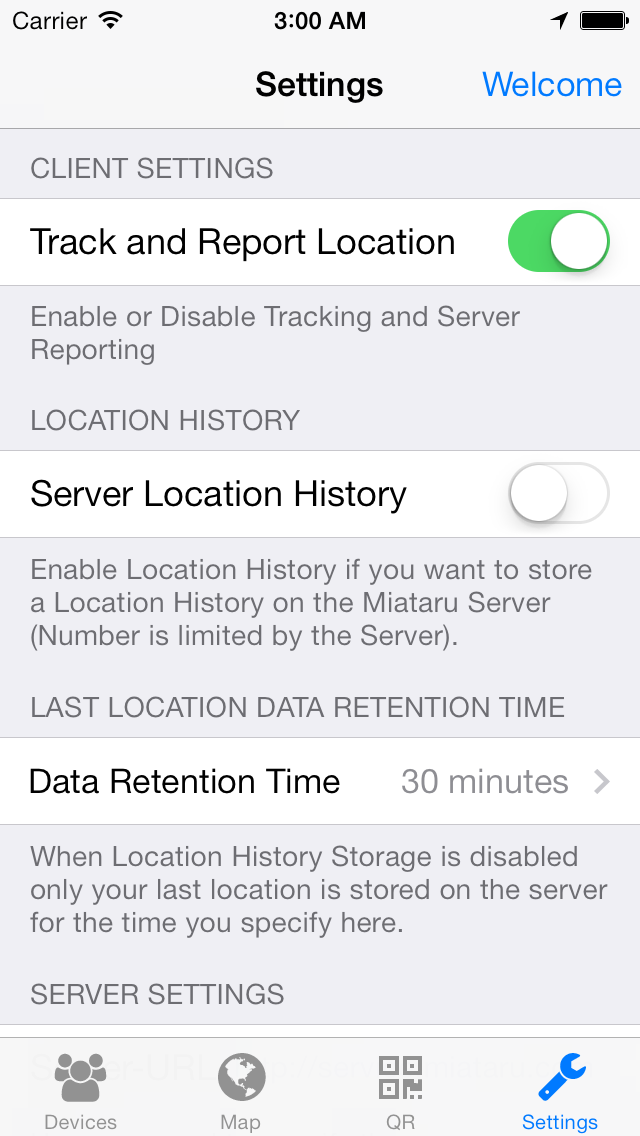 Carrier 3:00 AM
Settings Welcome
CLIENT SETTINGS
Track and Report Location
Enable or Disable Tracking and Server
Reporting
LOCATION HISTORY
Server Location History
Enable Location History if you want to store
a Location History on the Miataru Server
(Number is limited by the Server).
LAST LOCATION DATA RETENTION TIME
Data Retention Time 30 minutes
When Location History Storage is disabled
only your last location is stored on the server
for the time you specify here.
SERVER SETTINGS
Devices Map QR Settings